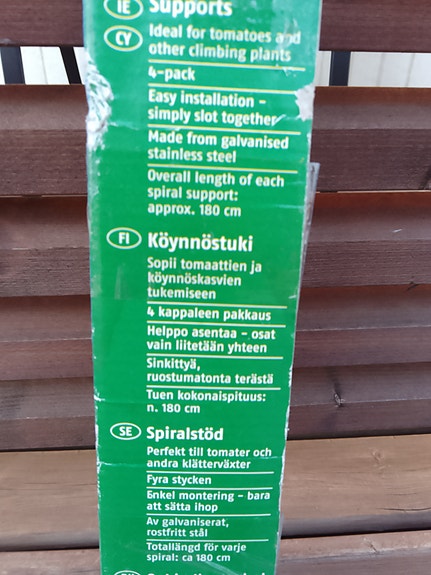 IE Supports
CY Ideal for tomatoes and
other climbing plants
4-pack
Easy installation –
simply slot together
Made from galvanised
stainless steel
Overall length of each
spiral support:
approx. 180 cm
FI Köynnöstuki
Sopii tomaattien ja
köynnöskasvien
tukemiseen
4 kappaleen pakkaus
Helppo asentaa – osat
vain liitetään yhteen
Sinkittyä,
ruostumatonta terästä
Tuen kokonaispituus:
n. 180 cm
SE Spiralstöd
Perfekt till tomater och
andra klätterväxter
Fyra stycken
Enkel montering – bara
att sätta ihop
Av galvaniserat,
rostfritt stål
Totallängd för varje
spiral: ca 180 cm